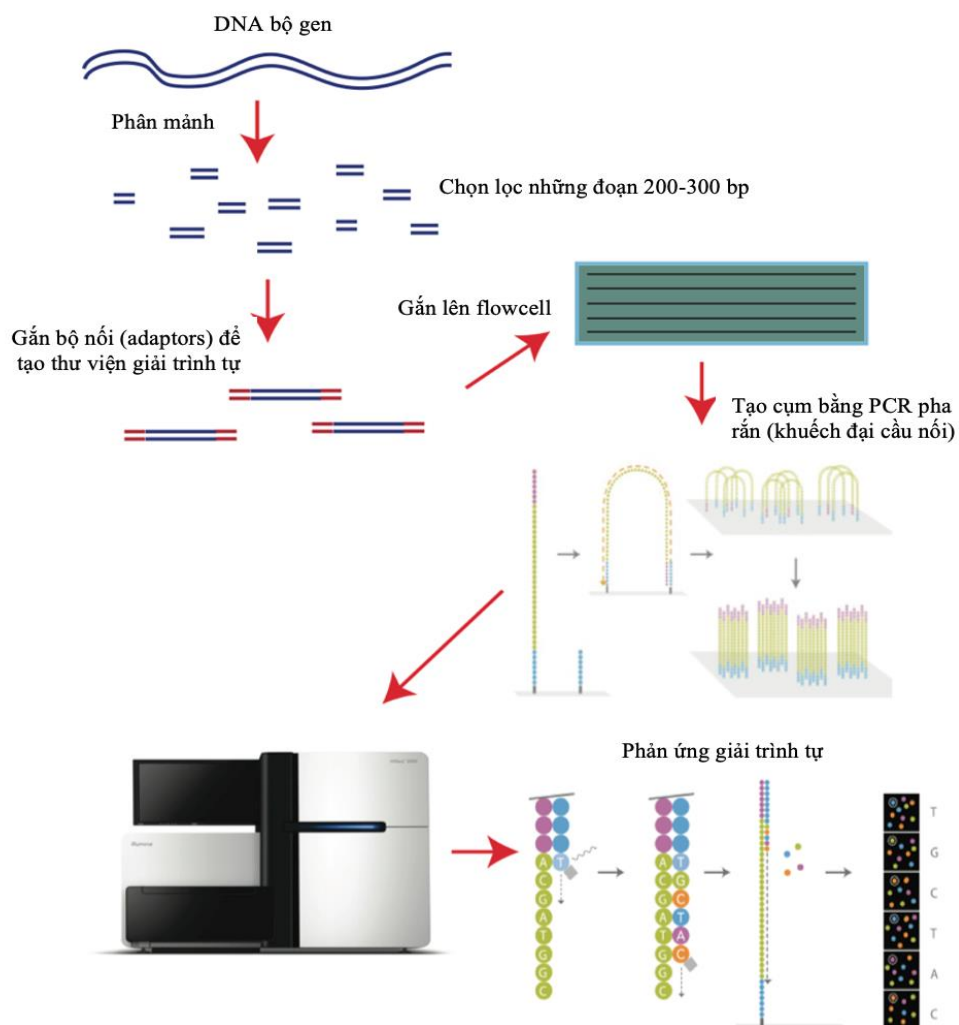 DNA bộ gen
Phân mảnh
Chọn lọc những đoạn 200-300 bp
Gắn lên flowcell
Gắn bộ nối (adaptors) để
tạo thư viện giải trình tự
Tạo cụm bằng PCR pha
rắn (khuếch đại cầu nối)
Phản ứng giải trình tự
illumina
A T
C
G
A
T
G
G
C
A T
C G
G C
A T
T A
G C
G
C
T
G
C
T
A
C